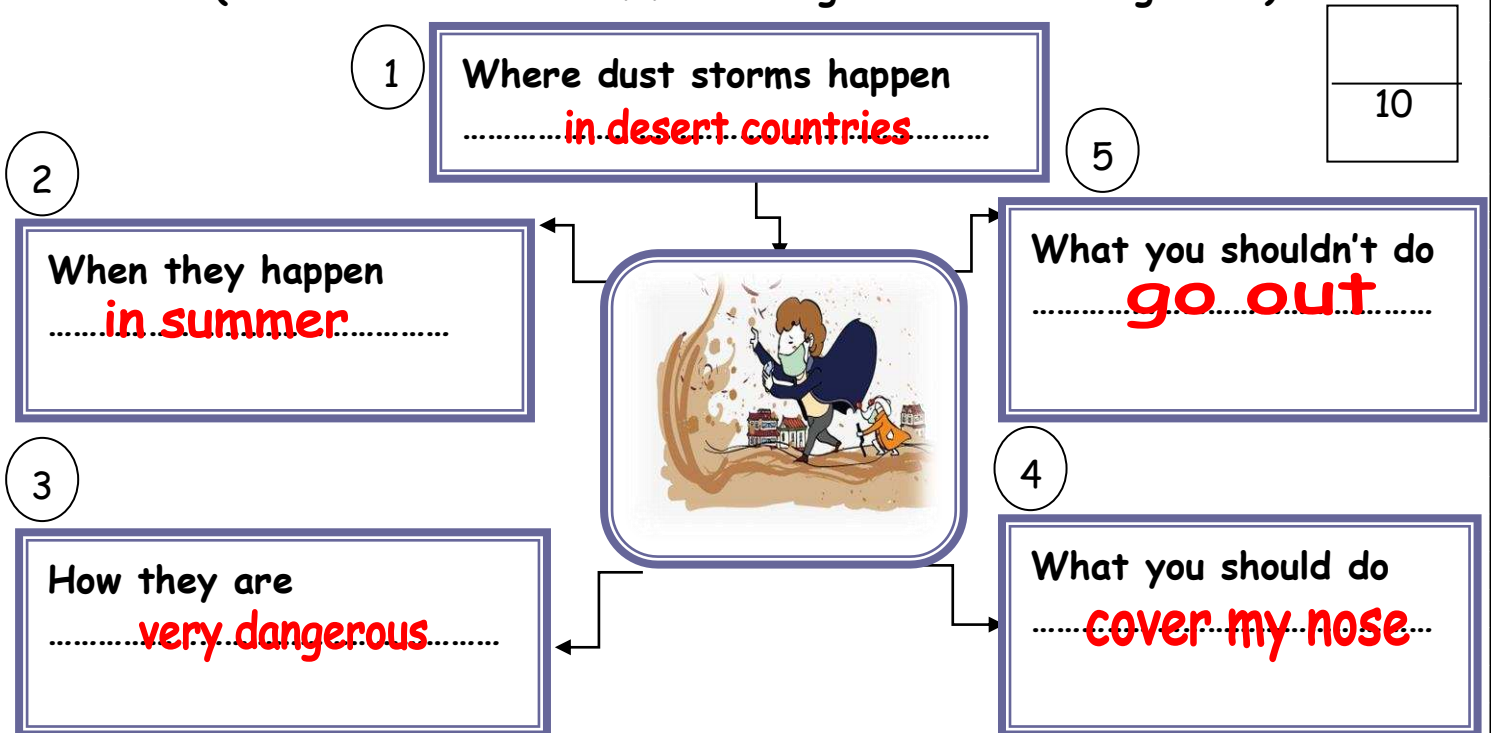 1
Where dust storms happen
in desert countries
10
2
When they happen
in summer
5
What you shouldn't do
go out
3
How they are
very dangerous
4
What you should do
cover my nose